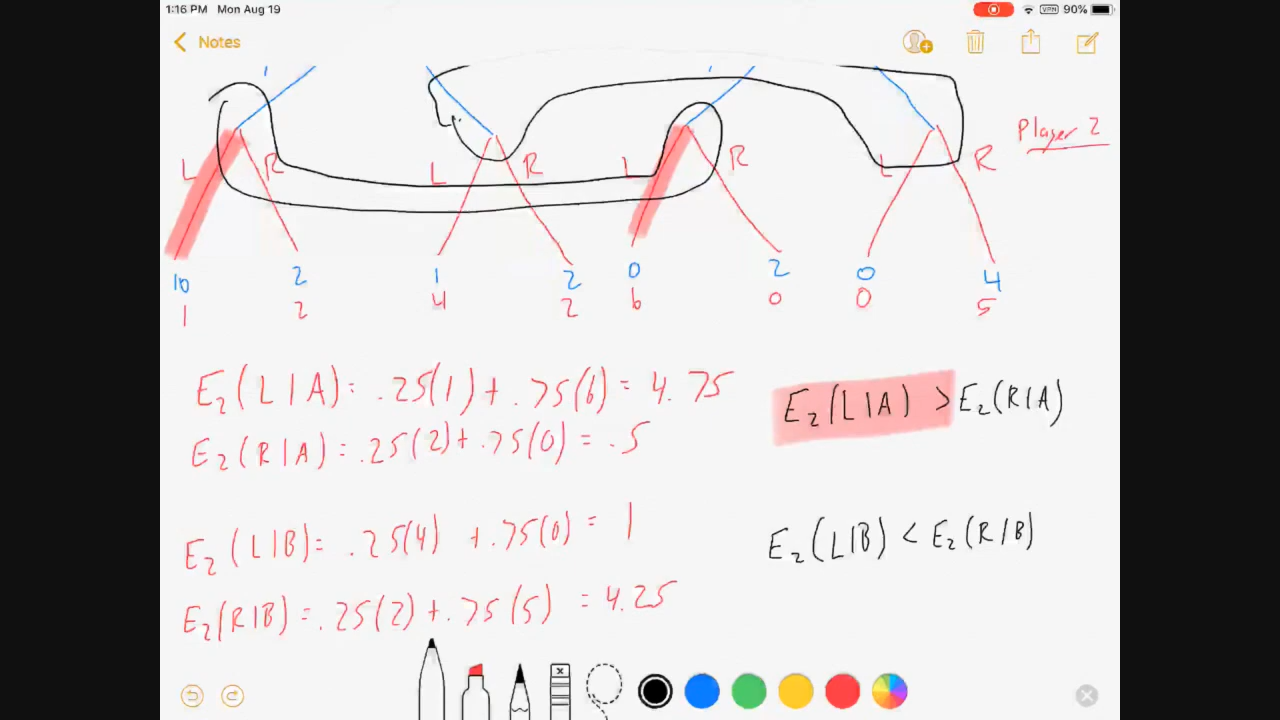 1:16 PM Mon Aug 19
VPN 90%
Notes
Player 2
L R L R L R L R
10 2 1 2 0 2 0 4
1 2 4 2 6 0 0 5
E₂(L|A) = .25(1) + .75(6) = 4.75
E₂(L|A) > E₂(R|A)
E₂(R|A) = .25(2) + .75(0) = .5
E₂(L|B) = .25(4) + .75(0) = 1
E₂(L|B) < E₂(R|B)
E₂(R|B) = .25(2) + .75(5) = 4.25